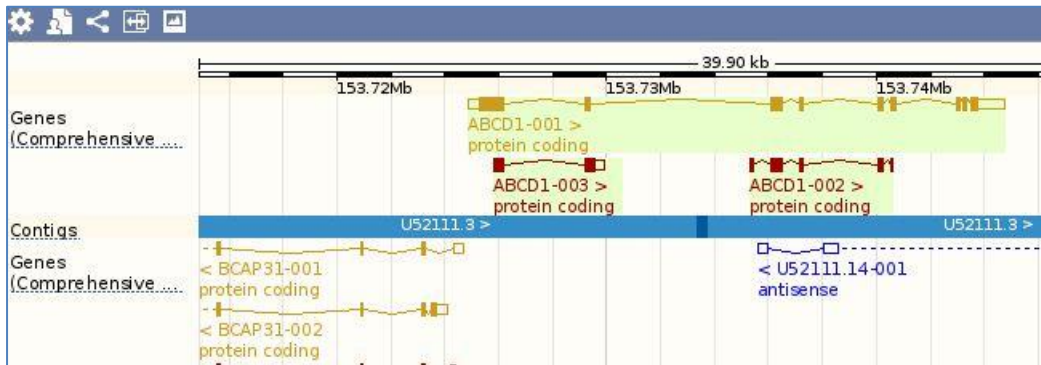 39.90 kb
153.72Mb 153.73Mb 153.74Mb
Genes
(Comprehensive ...
ABCD1-001 >
protein coding
ABCD1-003 > ABCD1-002 >
protein coding protein coding
Contigs U52111.3 > U52111.3 >
Genes
(Comprehensive ...
< BCAP31-001 < U52111.14-001
protein coding antisense
< BCAP31-002
protein coding